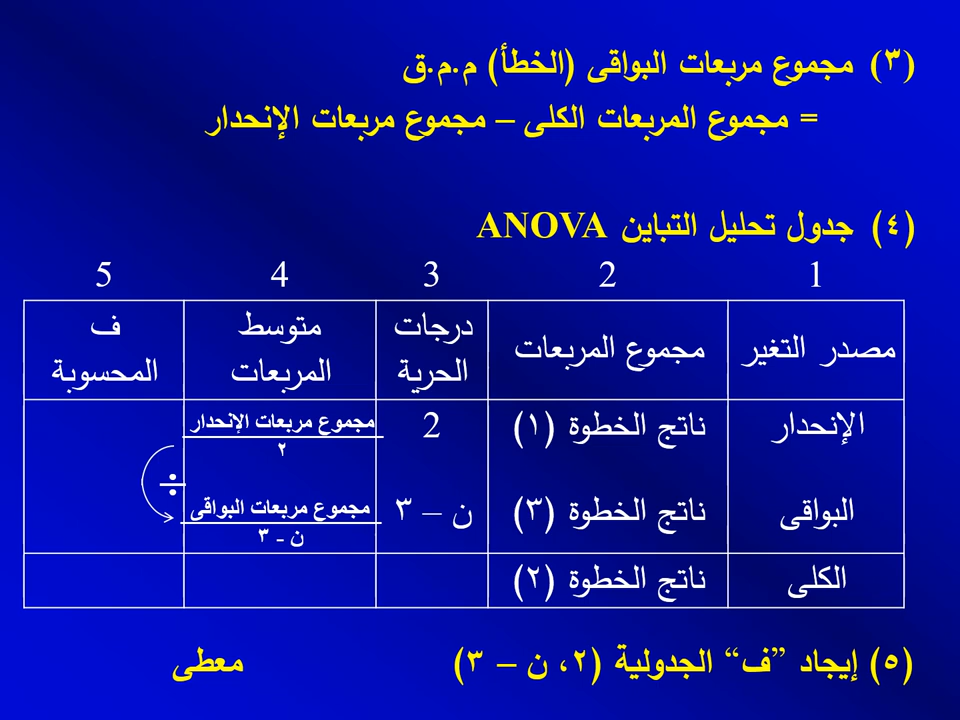 (٣) مجموع مربعات البواقى (الخطأ) م.م.ق
= مجموع المربعات الكلى – مجموع مربعات الإنحدار
(٤) جدول تحليل التباين ANOVA
1 2 3 4 5
مصدر التغير مجموع المربعات درجات الحرية متوسط المربعات ف المحسوبة
الإنحدار ناتج الخطوة (١) 2 مجموع مربعات الإنحدار
٢
÷
البواقى ناتج الخطوة (٣) ن – ٣ مجموع مربعات البواقى
ن - ٣
الكلى ناتج الخطوة (٢)
(٥) إيجاد ”ف“ الجدولية (٢، ن – ٣) معطى